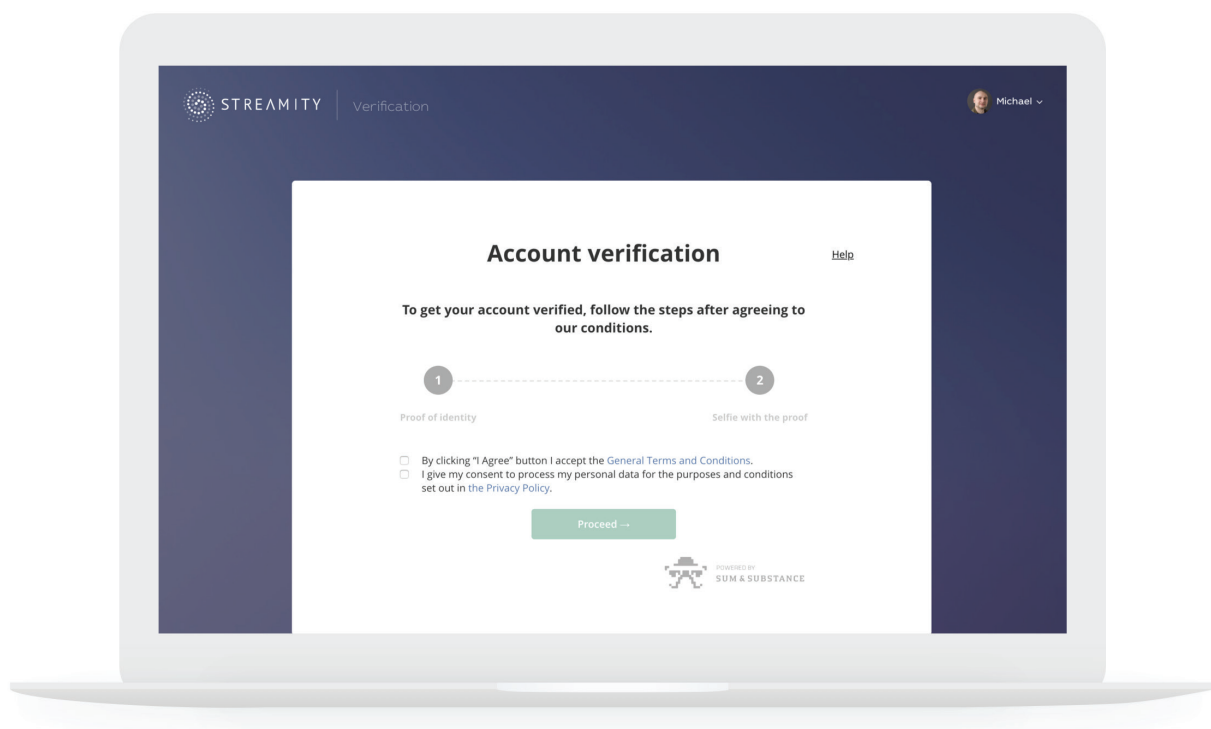 STREAMITY
Verification
Michael
Account verification
Help
To get your account verified, follow the steps after agreeing to
our conditions.
1
2
Proof of identity
Selfie with the proof
By clicking "I Agree" button I accept the General Terms and Conditions.
I give my consent to process my personal data for the purposes and conditions
set out in the Privacy Policy.
Proceed →
POWERED BY
SUM & SUBSTANCE